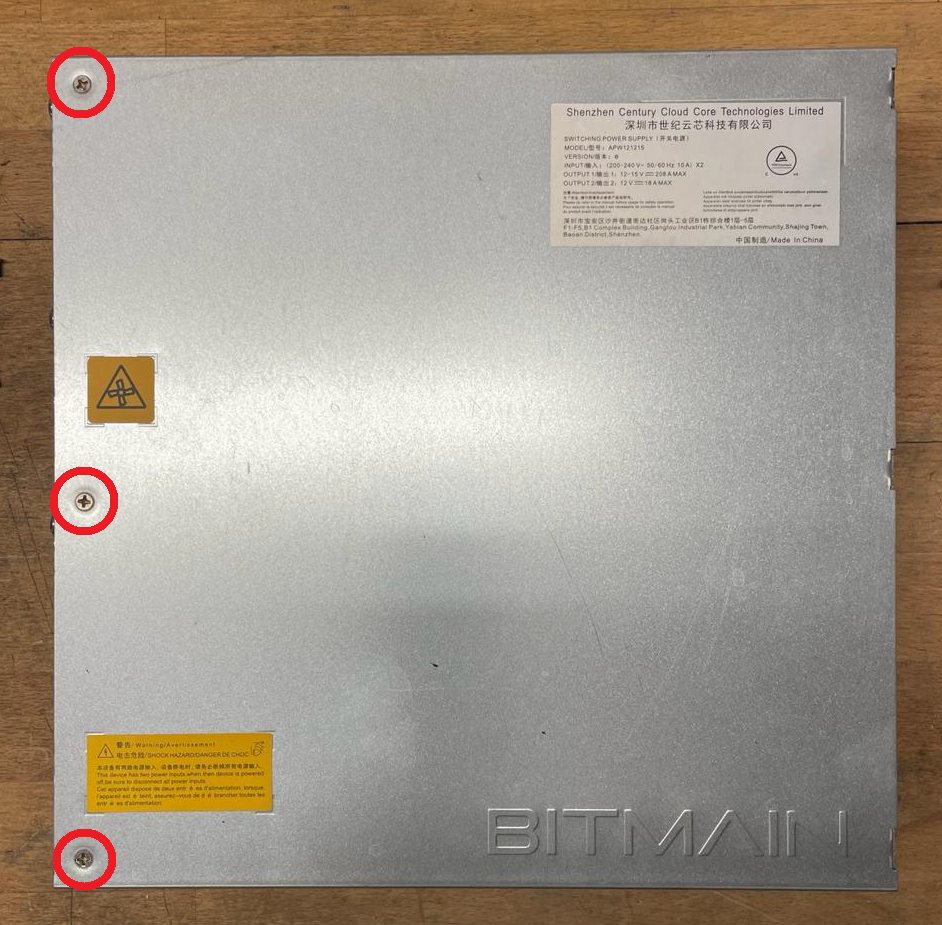 Shenzhen Century Cloud Core Technologies Limited
深圳市世纪云芯科技有限公司
SWITCHING POWER SUPPLY (开关电源)
MODEL/型号: APW121215
VERSION/版本: e
INPUT/输入: (200-240 V~ 50/60 Hz 10 A) X2
OUTPUT 1/输出 1: 12-15 V⎓208 A MAX
OUTPUT 2/输出 2: 12 V⎓18 A MAX
深圳市宝安区沙井街道衙边社区岗头工业区B1栋综合楼1层-5层
F1-F5,B1 Complex Building,Gangtou Industrial Park, Yabian Community,Shajing Town,
Baoan District,Shenzhen.
中国制造/Made In China
警告/Warning/Avertissement
电击危险/SHOCK HAZARD/DANGER DE CHOC
本设备有两路电源输入，设备断电时，请务必断掉所有电源输入。
This device has two power inputs,when then device is powered
off,be sure to disconnect all power inputs.
Cet appareil dispose de deux entr é es d'alimentation, lorsque
l'appareil est é teint, assurez-vous de d é brancher toutes les
entr é es d'alimentation.
BITMAIN